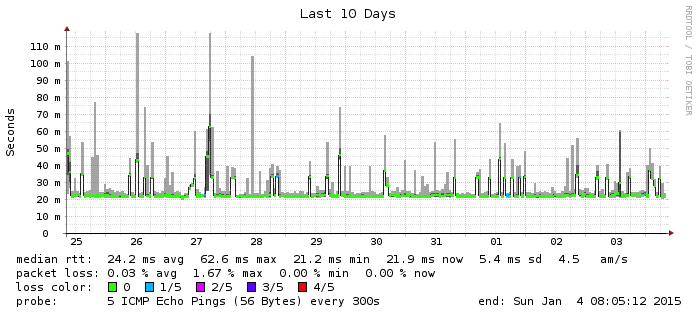 Last 10 Days
RRDTOOL / TOBI OETIKER
Seconds
110 m
100 m
90 m
80 m
70 m
60 m
50 m
40 m
30 m
20 m
10 m
0
25 26 27 28 29 30 31 01 02 03
median rtt: 24.2 ms avg 62.6 ms max 21.2 ms min 21.9 ms now 5.4 ms sd 4.5 am/s
packet loss: 0.03 % avg 1.67 % max 0.00 % min 0.00 % now
loss color: 0 1/5 2/5 3/5 4/5
probe: 5 ICMP Echo Pings (56 Bytes) every 300s end: Sun Jan 4 08:05:12 2015